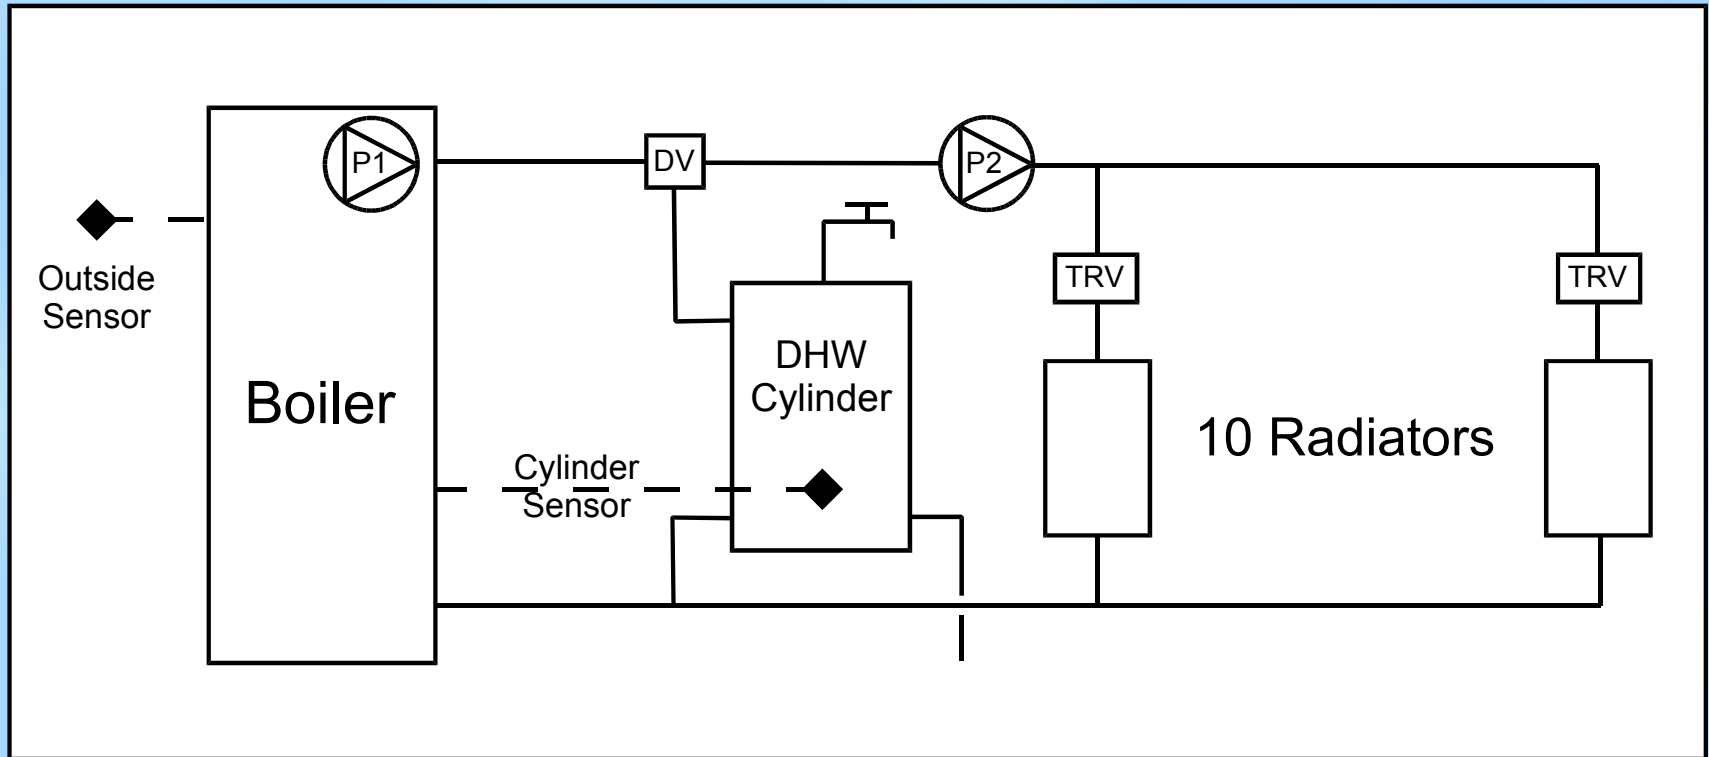 P1
DV
P2
Outside
Sensor
TRV
TRV
DHW
Cylinder
Boiler
10 Radiators
Cylinder
Sensor